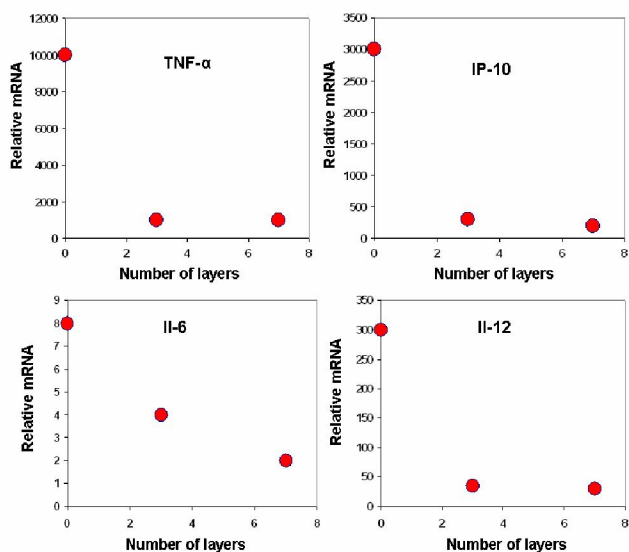 TNF-α
Relative mRNA
12000
10000
8000
6000
4000
2000
0
0 2 4 6 8
Number of layers
IP-10
Relative mRNA
3500
3000
2500
2000
1500
1000
500
0
0 2 4 6 8
Number of layers
Il-6
Relative mRNA
9
8
7
6
5
4
3
2
1
0
0 2 4 6 8
Number of layers
Il-12
Relative mRNA
350
300
250
200
150
100
50
0
0 2 4 6 8
Number of layers